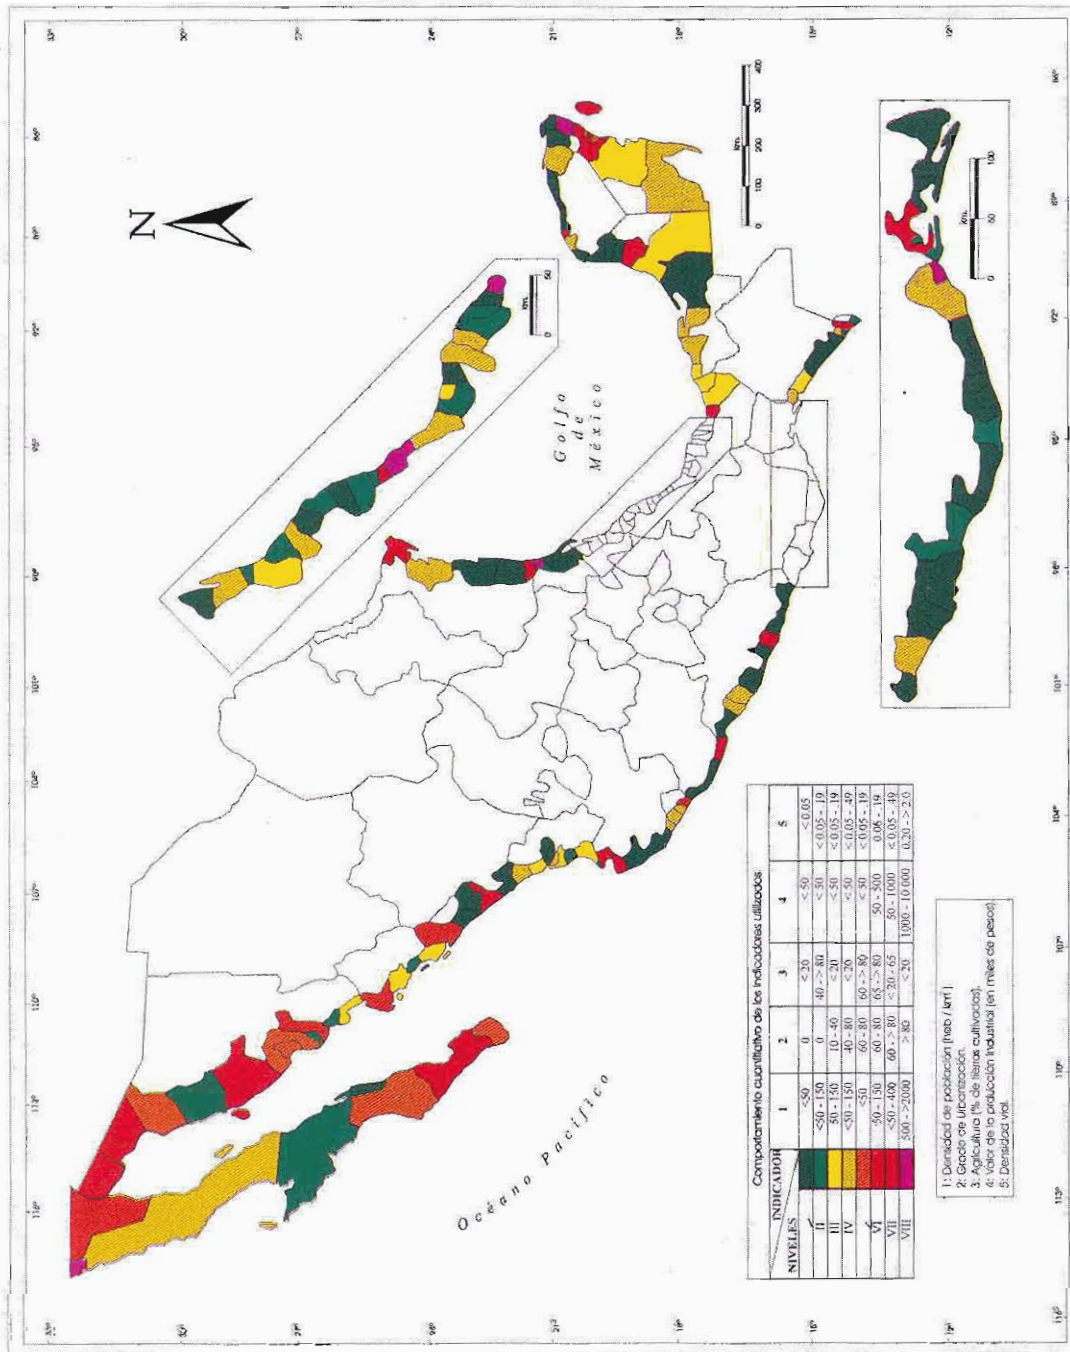 N
Golfo
de
México
Océano Pacífico
Km.
0 50
Km.
0 100 200 300 400
Km.
0 50 100
Comportamiento cuantitativo de los indicadores utilizados
INDICADOR 1 2 3 4 5
NIVELES
<50 0 <20 <50 <0.05
II <50-150 0 40->80 <50 <0.05-.19
III 50-150 10-40 <20 <50 <0.05-.19
IV <50-150 40-80 <20 <50 <0.05-.49
<50 60-80 60->80 <50 <0.05-.19
VI 50-150 60-80 65->80 50-500 0.06-.19
VII <50-400 60->80 <20-65 50-1000 <0.05-.49
VIII 500->2000 >80 <20 1000-10 000 0.20->2.0
1: Densidad de población (hab / km²).
2: Grado de Urbanización.
3: Agricultura (% de tierras cultivadas).
4: Valor de la producción industrial (en miles de pesos).
5: Densidad vial.